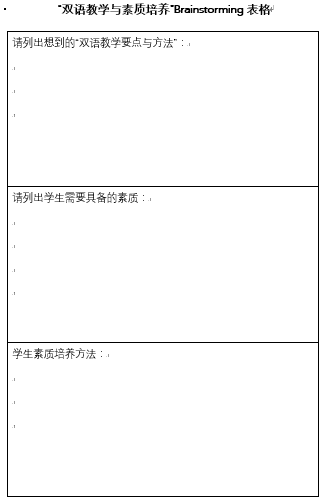 “双语教学与素质培养”Brainstorming 表格
请列出想到的“双语教学要点与方法”：
请列出学生需要具备的素质：
学生素质培养方法：